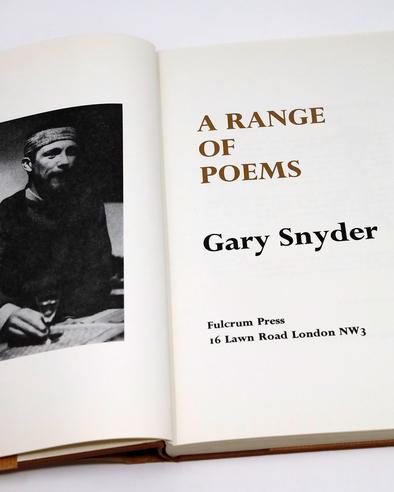 A RANGE
OF
POEMS
Gary Snyder
Fulcrum Press
16 Lawn Road London NW3